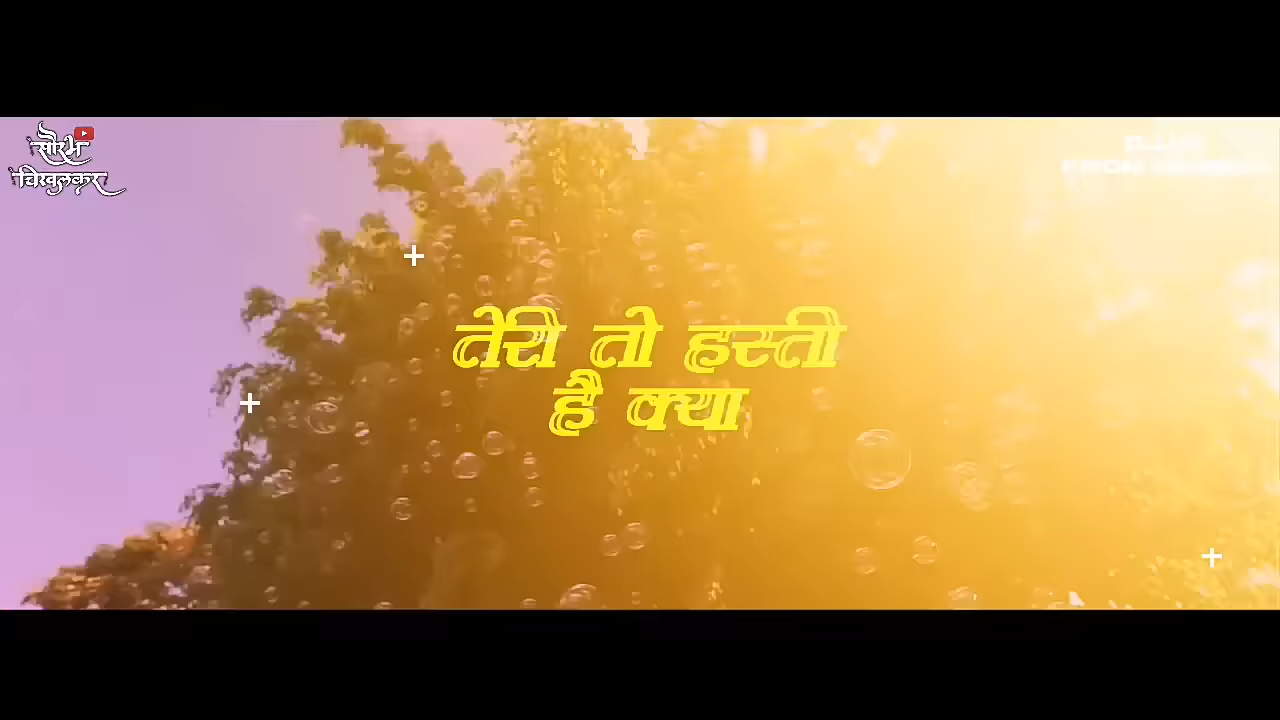 सौरभ
चिखलकर
तेरी तो हस्ती
है क्या